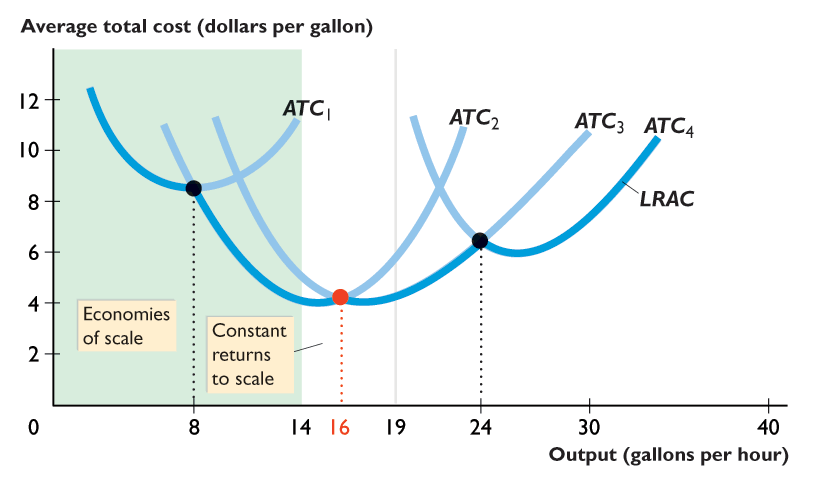 Average total cost (dollars per gallon)
12
10
8
6
4
2
0
ATC1
ATC2
ATC3
ATC4
LRAC
Economies
of scale
Constant
returns
to scale
8
14
16
19
24
30
40
Output (gallons per hour)